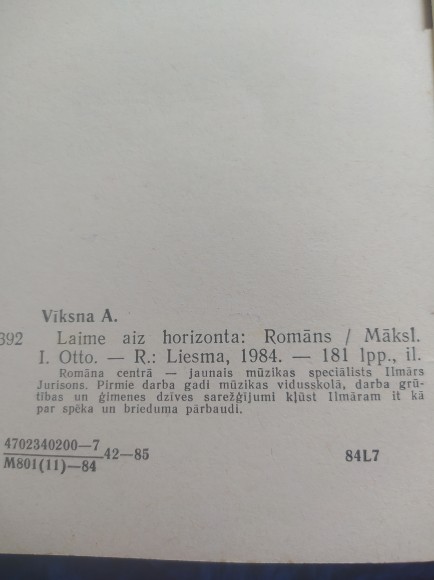 Vīksna A.
392 Laime aiz horizonta: Romāns / Māksl.
I. Otto. — R.: Liesma, 1984. — 181 lpp., il.
Romāna centrā — jaunais mūzikas speciālists Ilmārs
Jurisons. Pirmie darba gadi mūzikas vidusskolā, darba grū-
tības un ģimenes dzīves sarežģījumi kļūst Ilmāram it kā
par spēka un brieduma pārbaudi.
4702340200—7
M801(11)—84
42—85
84L7